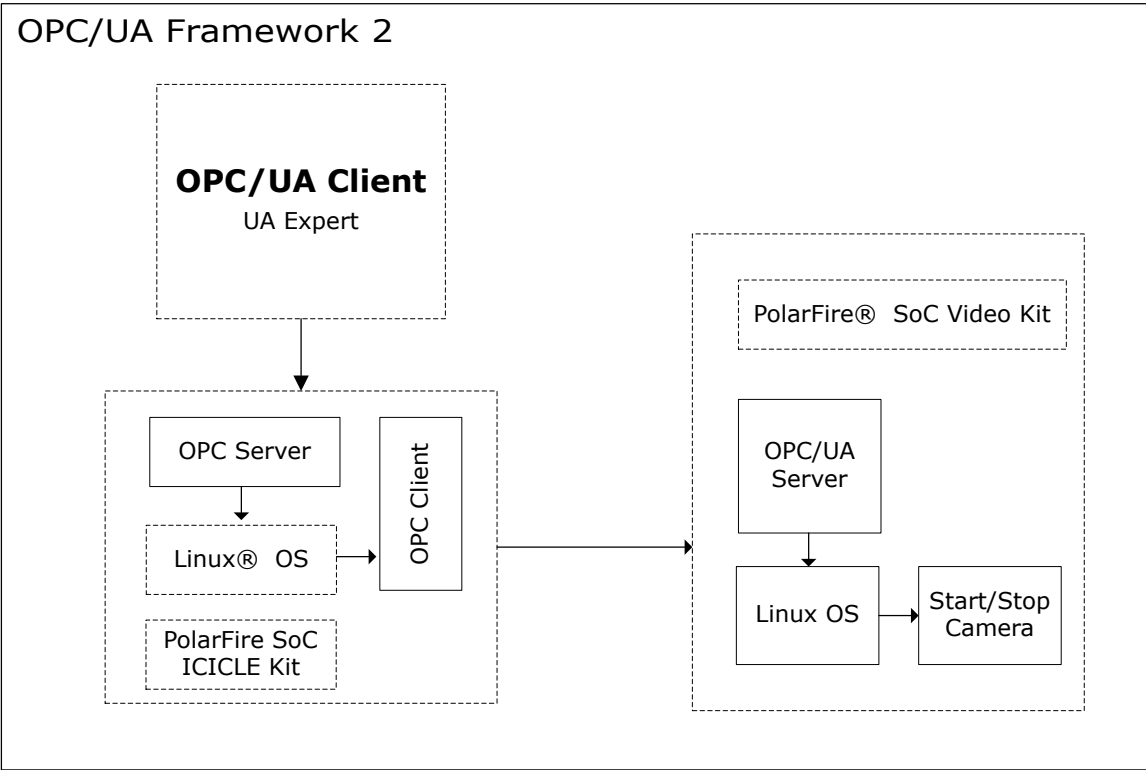 OPC/UA Framework 2
OPC/UA Client
UA Expert
OPC Server
Linux® OS
OPC Client
PolarFire SoC
ICICLE Kit
PolarFire® SoC Video Kit
OPC/UA
Server
Linux OS
Start/Stop
Camera